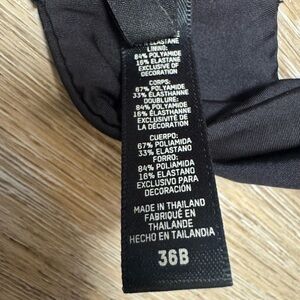 ELASTANE
LINING:
84% POLYAMIDE
16% ELASTANE
EXCLUSIVE OF
DECORATION
CORPS:
67% POLYAMIDE
33% ÉLASTHANNE
DOUBLURE:
84% POLYAMIDE
16% ÉLASTHANNE
EXCLUSIVITÉ DE
LA DÉCORATION
CUERPO:
67% POLIAMIDA
33% ELASTANO
FORRO:
84% POLIAMIDA
16% ELASTANO
EXCLUSIVO PARA
DECORACIÓN
MADE IN THAILAND
FABRIQUÉ EN
THAÏLANDE
HECHO EN TAILANDIA
36B